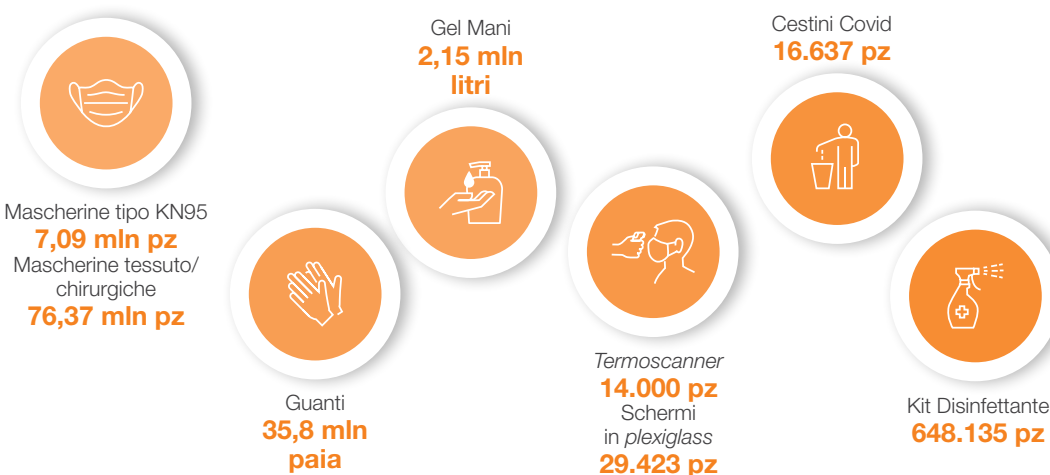 Mascherine tipo KN95
7,09 mln pz
Mascherine tessuto/
chirurgiche
76,37 mln pz
Guanti
35,8 mln
paia
Gel Mani
2,15 mln
litri
Termoscanner
14.000 pz
Schermi
in plexiglass
29.423 pz
Cestini Covid
16.637 pz
Kit Disinfettante
648.135 pz